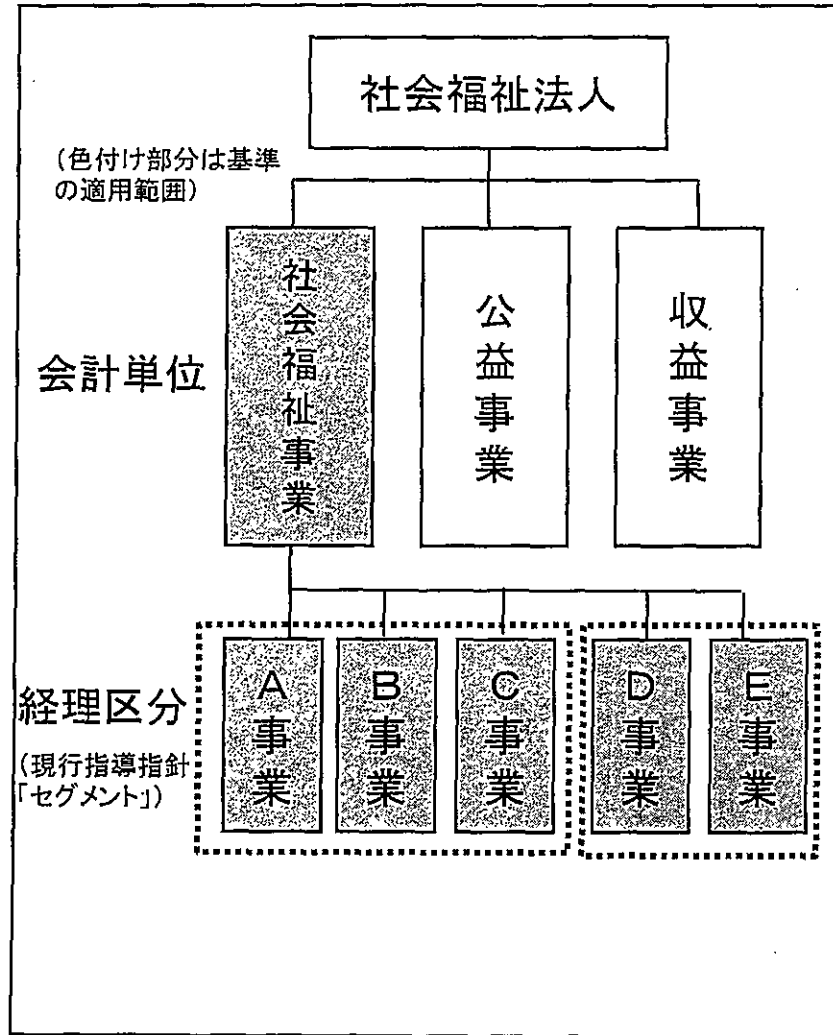 社会福祉法人
(色付け部分は基準
の適用範囲)
会計単位
社会福祉事業
公益事業
収益事業
経理区分
(現行指導指針
「セグメント」)
A事業
B事業
C事業
D事業
E事業